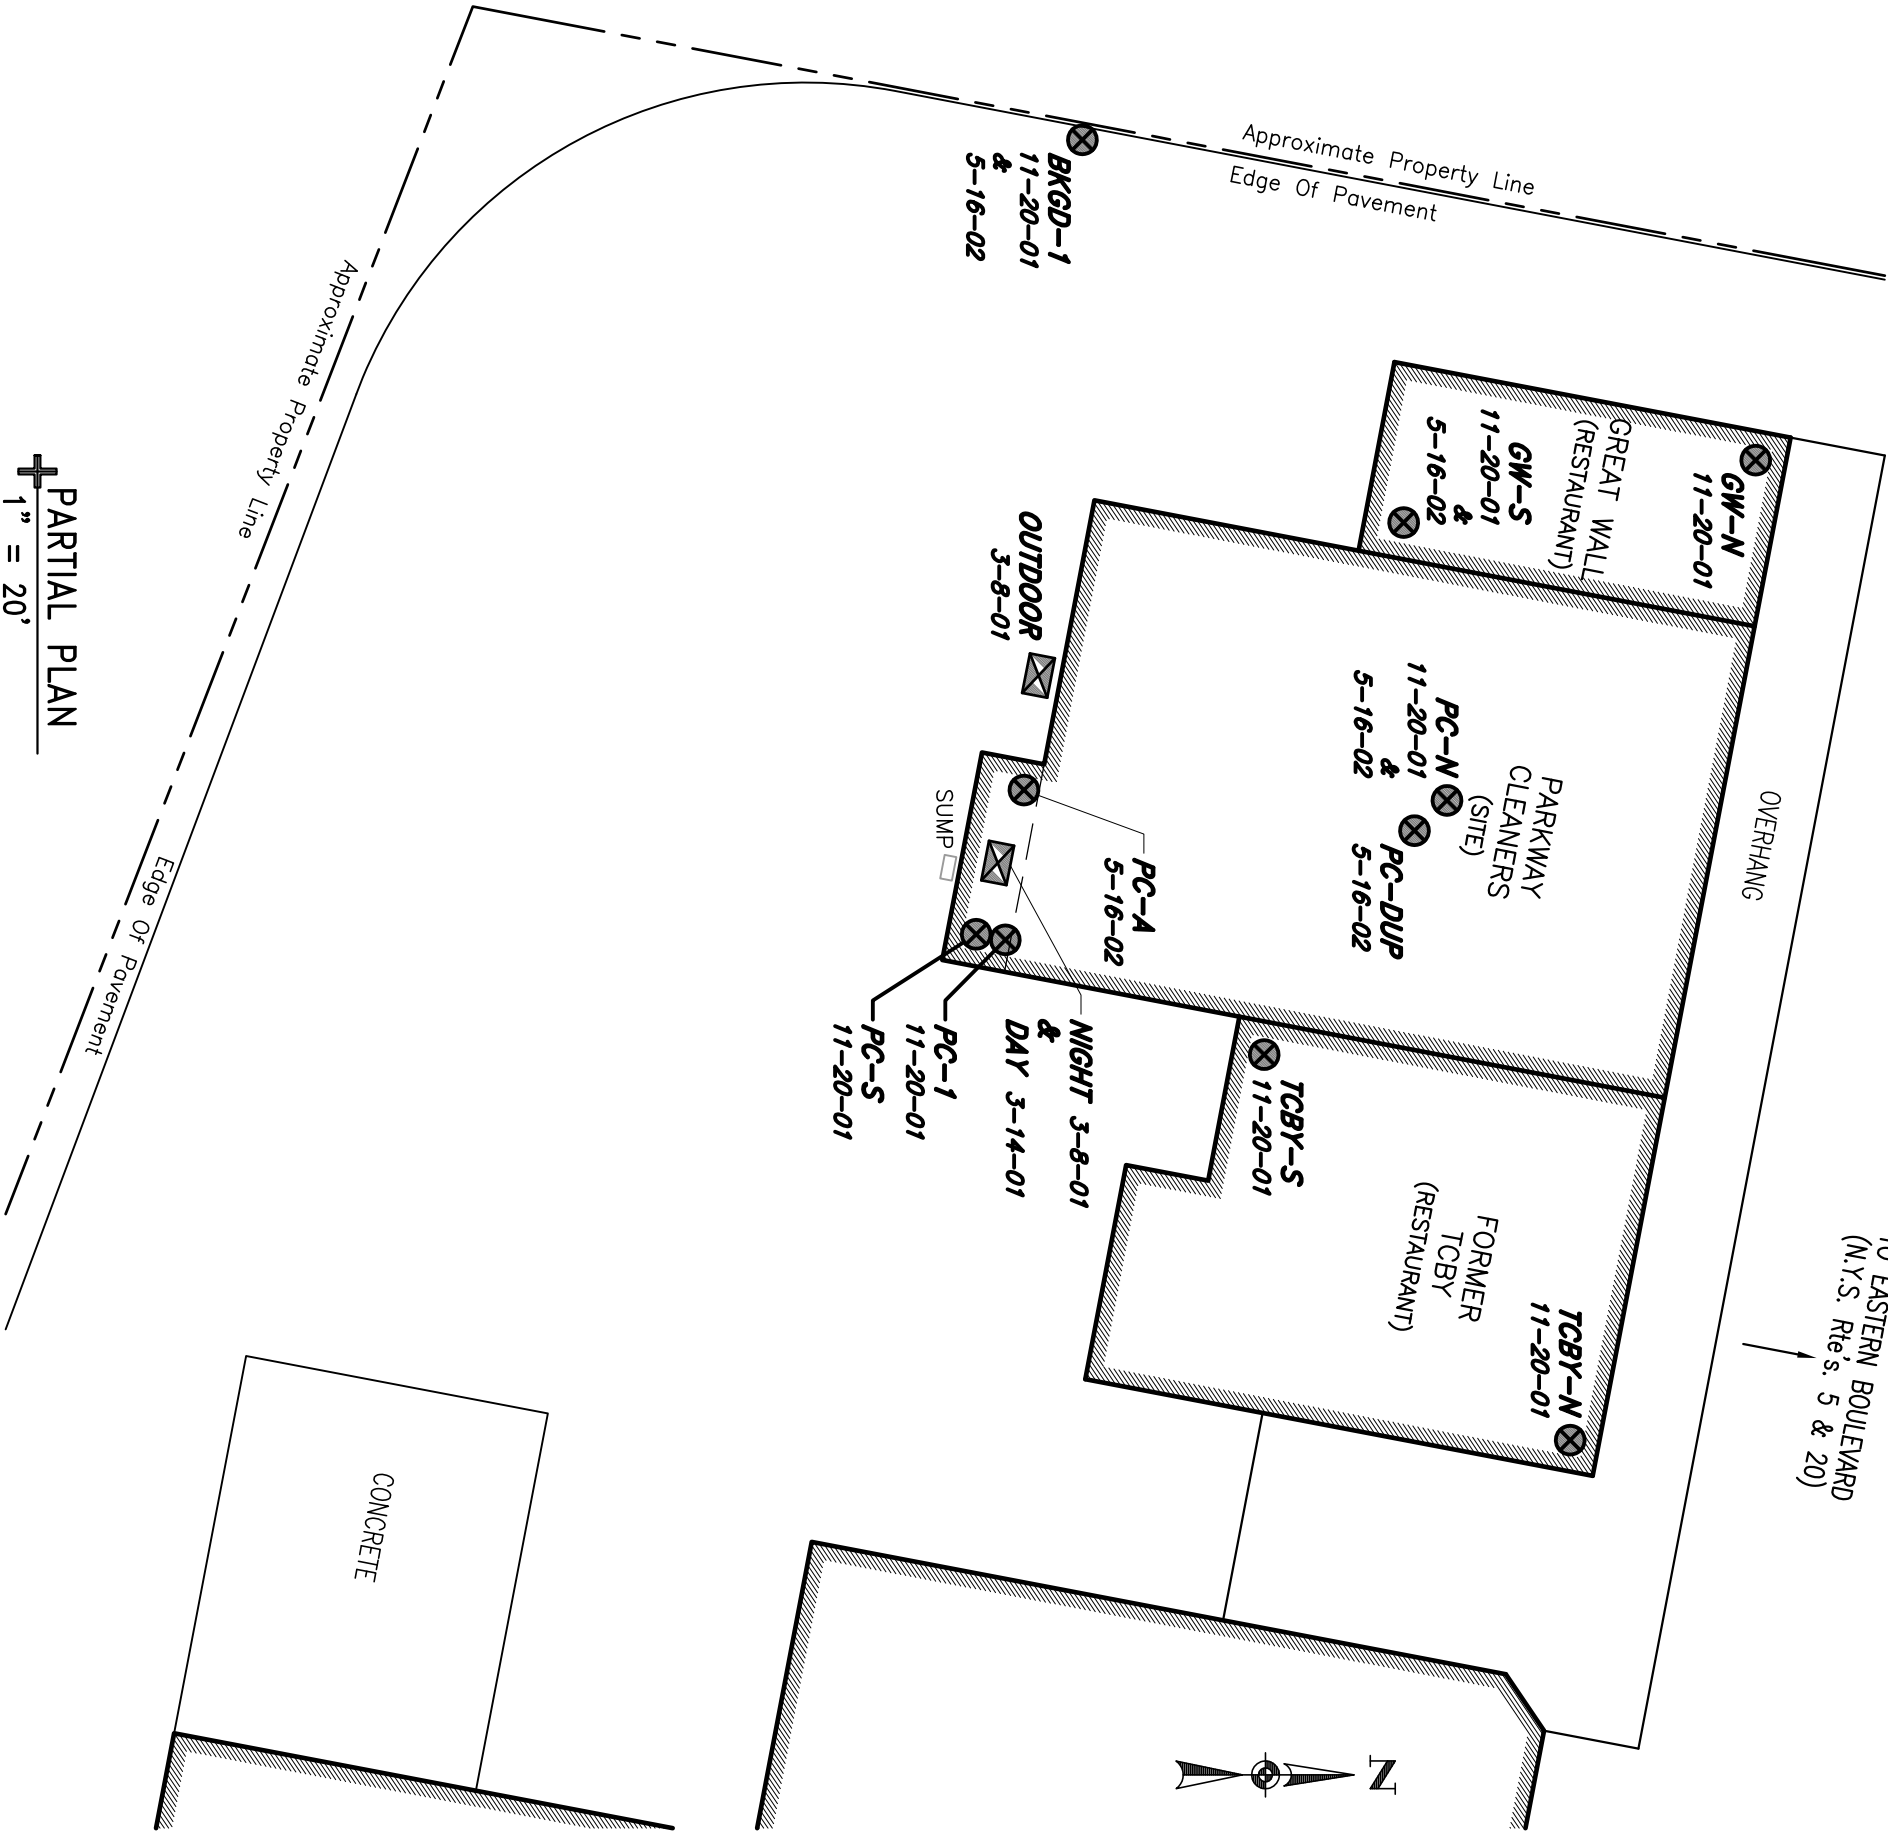 TO EASTERN BOULEVARD
(N.Y.S. Rte's. 5 & 20)
OVERHANG
Approximate Property Line
Edge Of Pavement
GW-N
11-20-01
GREAT WALL
(RESTAURANT)
GW-S
11-20-01
&
5-16-02
BKGD-1
11-20-01
&
5-16-02
PARKWAY
CLEANERS
(SITE)
PC-N
11-20-01
&
5-16-02
PC-DUP
5-16-02
TCBY-N
11-20-01
FORMER
TCBY
(RESTAURANT)
TCBY-S
11-20-01
PC-A
5-16-02
OUTDOOR
3-8-01
SUMP
NIGHT 3-8-01
&
DAY 3-14-01
PC-1
11-20-01
PC-S
11-20-01
N
Approximate Property Line
Edge Of Pavement
CONCRETE
PARTIAL PLAN
1" = 20'